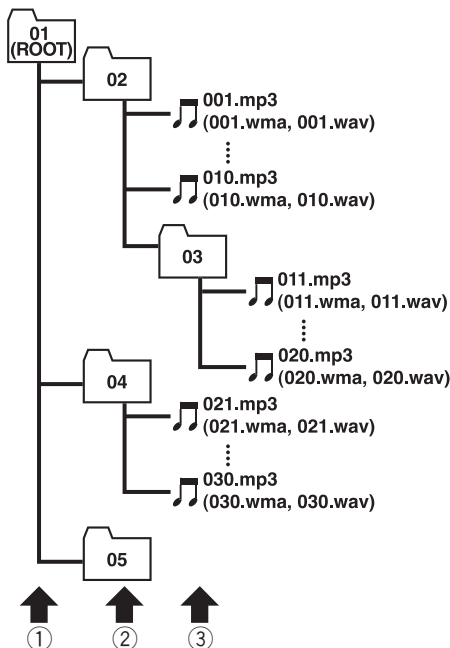 01
(ROOT)
02
001.mp3
(001.wma, 001.wav)
010.mp3
(010.wma, 010.wav)
03
011.mp3
(011.wma, 011.wav)
020.mp3
(020.wma, 020.wav)
04
021.mp3
(021.wma, 021.wav)
030.mp3
(030.wma, 030.wav)
05
① ② ③